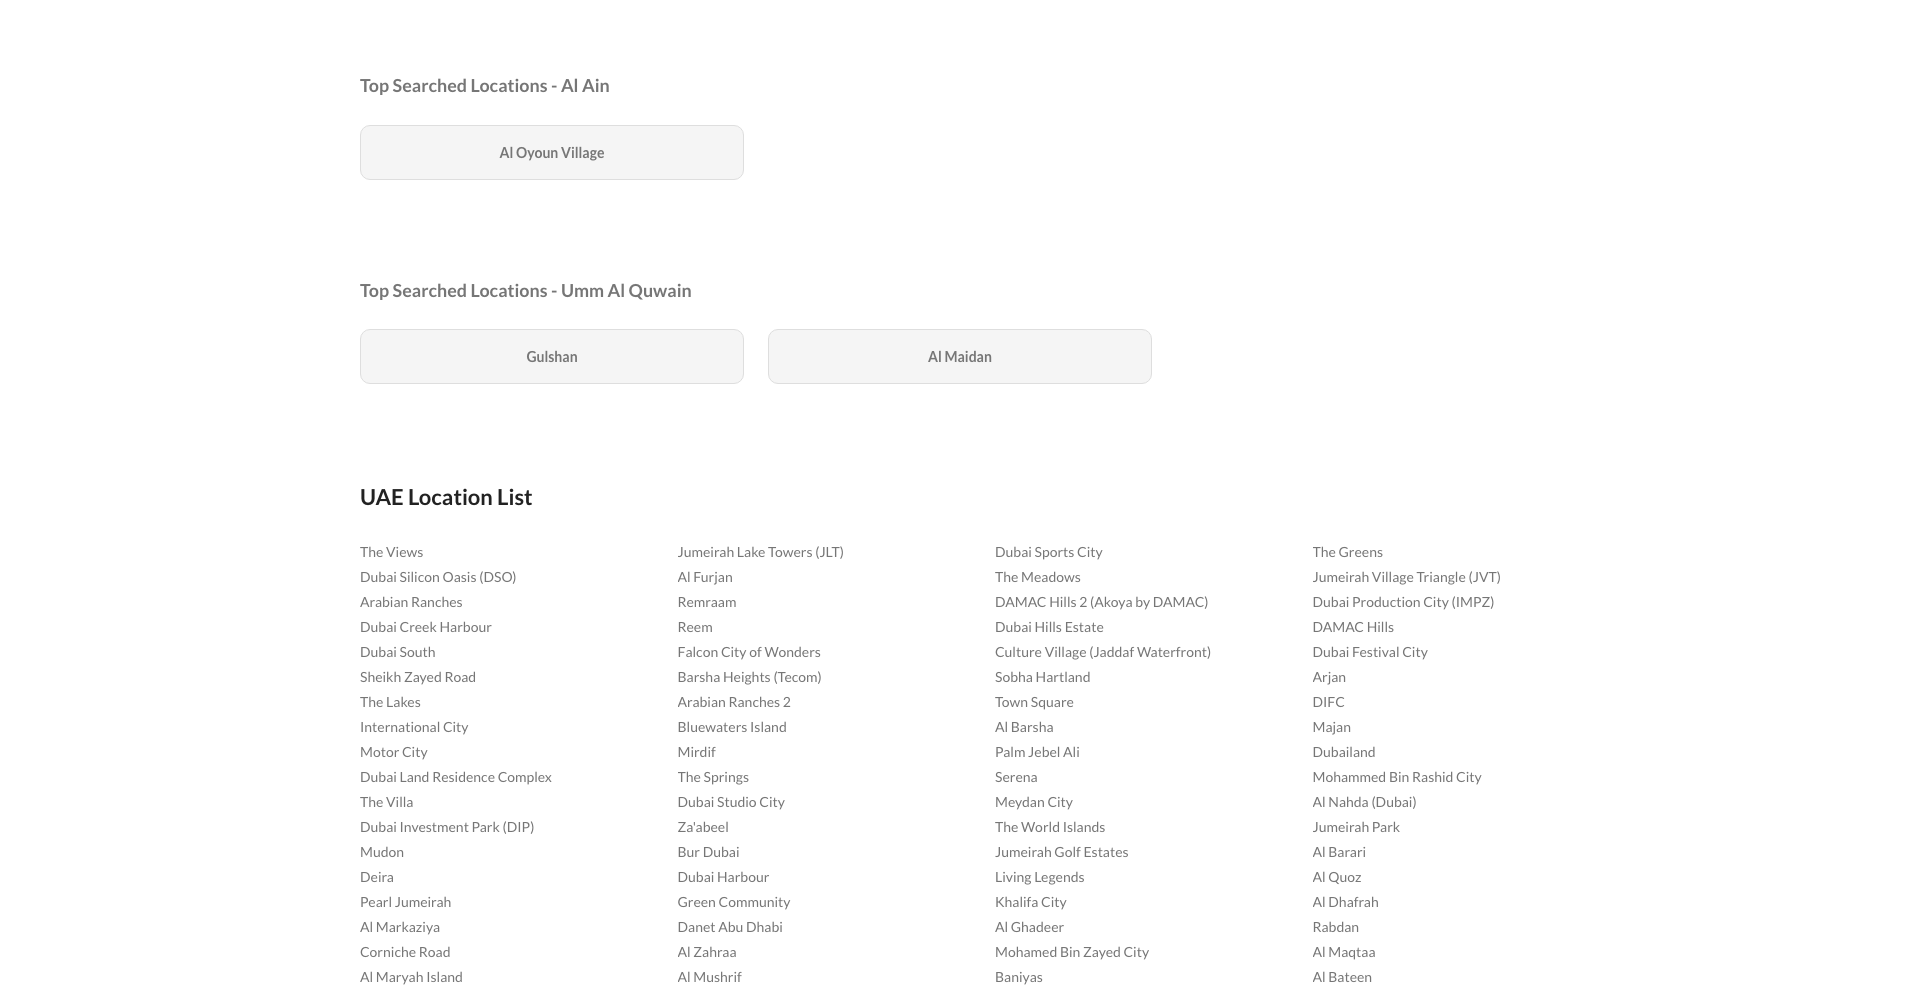 Top Searched Locations - Al Ain
Al Oyoun Village
Top Searched Locations - Umm Al Quwain
Gulshan
Al Maidan
UAE Location List
The Views
Jumeirah Lake Towers (JLT)
Dubai Sports City
The Greens
Dubai Silicon Oasis (DSO)
Al Furjan
The Meadows
Jumeirah Village Triangle (JVT)
Arabian Ranches
Remraam
DAMAC Hills 2 (Akoya by DAMAC)
Dubai Production City (IMPZ)
Dubai Creek Harbour
Reem
Dubai Hills Estate
DAMAC Hills
Dubai South
Falcon City of Wonders
Culture Village (Jaddaf Waterfront)
Dubai Festival City
Sheikh Zayed Road
Barsha Heights (Tecom)
Sobha Hartland
Arjan
The Lakes
Arabian Ranches 2
Town Square
DIFC
International City
Bluewaters Island
Al Barsha
Majan
Motor City
Mirdif
Palm Jebel Ali
Dubailand
Dubai Land Residence Complex
The Springs
Serena
Mohammed Bin Rashid City
The Villa
Dubai Studio City
Meydan City
Al Nahda (Dubai)
Dubai Investment Park (DIP)
Za'abeel
The World Islands
Jumeirah Park
Mudon
Bur Dubai
Jumeirah Golf Estates
Al Barari
Deira
Dubai Harbour
Living Legends
Al Quoz
Pearl Jumeirah
Green Community
Khalifa City
Al Dhafrah
Al Markaziya
Danet Abu Dhabi
Al Ghadeer
Rabdan
Corniche Road
Al Zahraa
Mohamed Bin Zayed City
Al Maqtaa
Al Maryah Island
Al Mushrif
Baniyas
Al Bateen